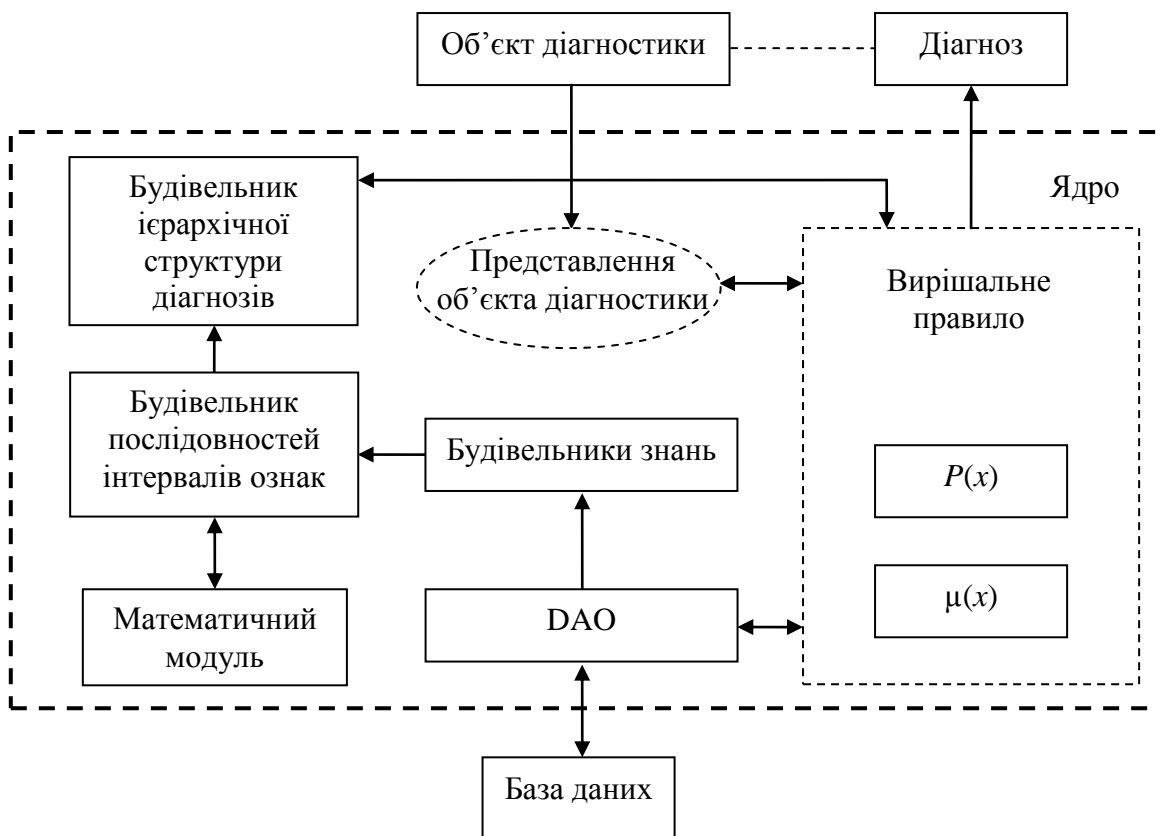 Об’єкт діагностики
Діагноз
Ядро
Будівельник
ієрархічної
структури
діагнозів
Представлення
об’єкта діагностики
Вирішальне
правило
Будівельник
послідовностей
інтервалів ознак
Будівельники знань
P(x)
Математичний
модуль
DAO
μ(x)
База даних